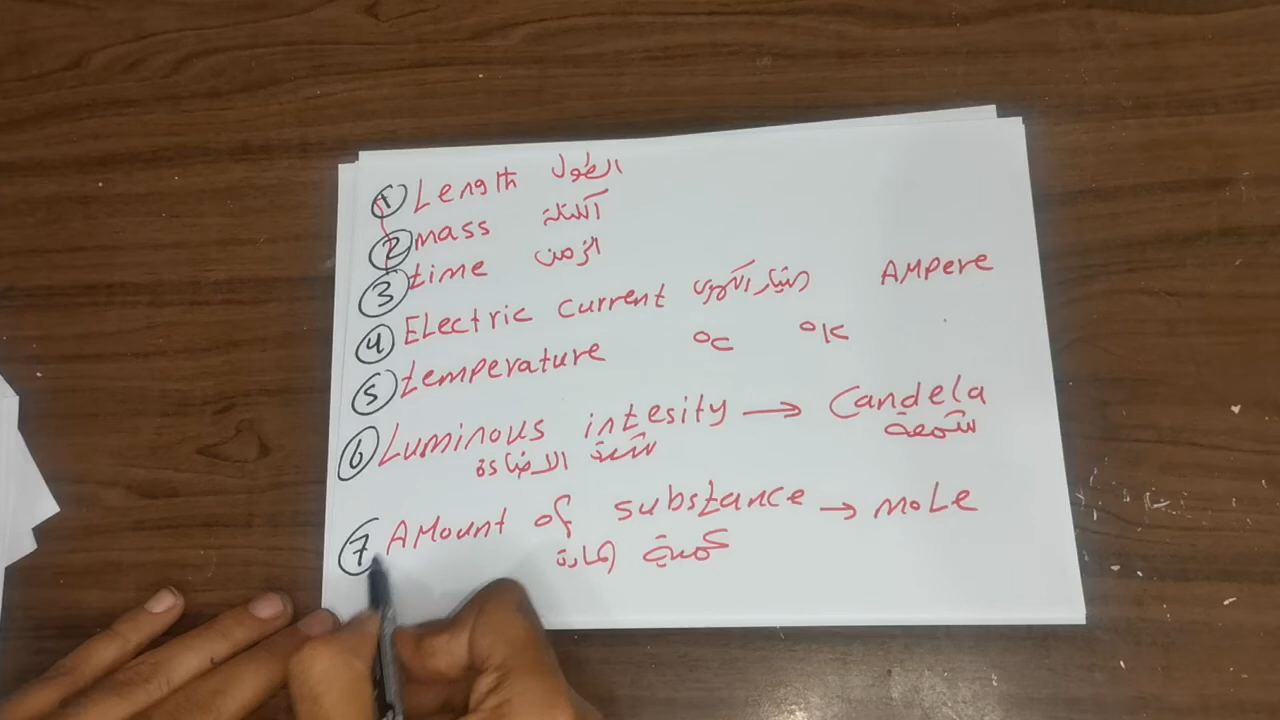 1 Length الطول
2 mass الكتلة
3 time الزمن
4 Electric current التيار الكهربي AMpere
5 temperature °c °k
6 Luminous intesity → Candela
شدة الاضاءة شمعة
7 AMount of substance → moLe
كمية المادة